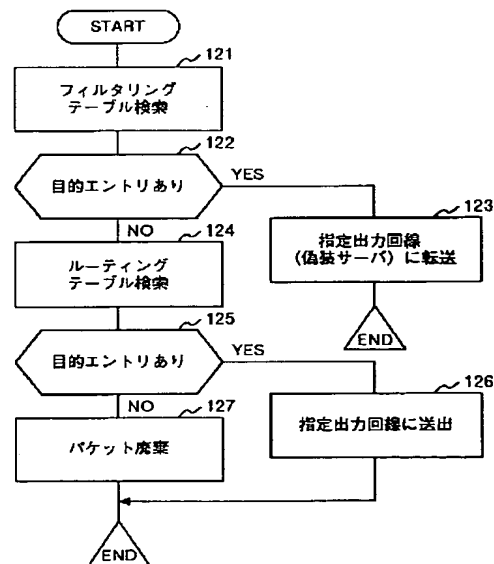 START
121
フィルタリング
テーブル検索
122
目的エントリあり
YES
123
指定出力回線
(偽装サーバ)に転送
END
NO
124
ルーティング
テーブル検索
125
目的エントリあり
YES
126
指定出力回線に送出
NO
127
パケット廃棄
END